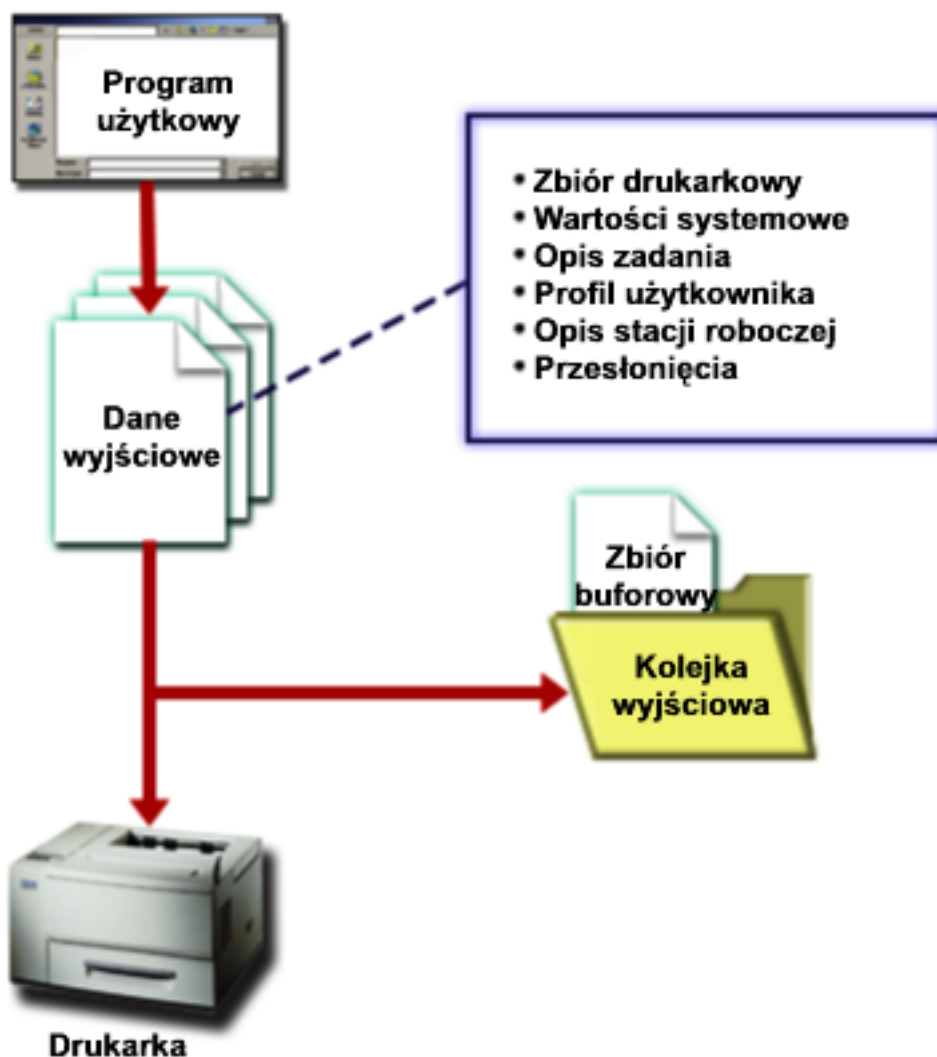 Program
użytkowy
• Zbiór drukarkowy
• Wartości systemowe
• Opis zadania
• Profil użytkownika
• Opis stacji roboczej
• Przesłonięcia
Dane
wyjściowe
Zbiór
buforowy
Kolejka
wyjściowa
IBM
Drukarka